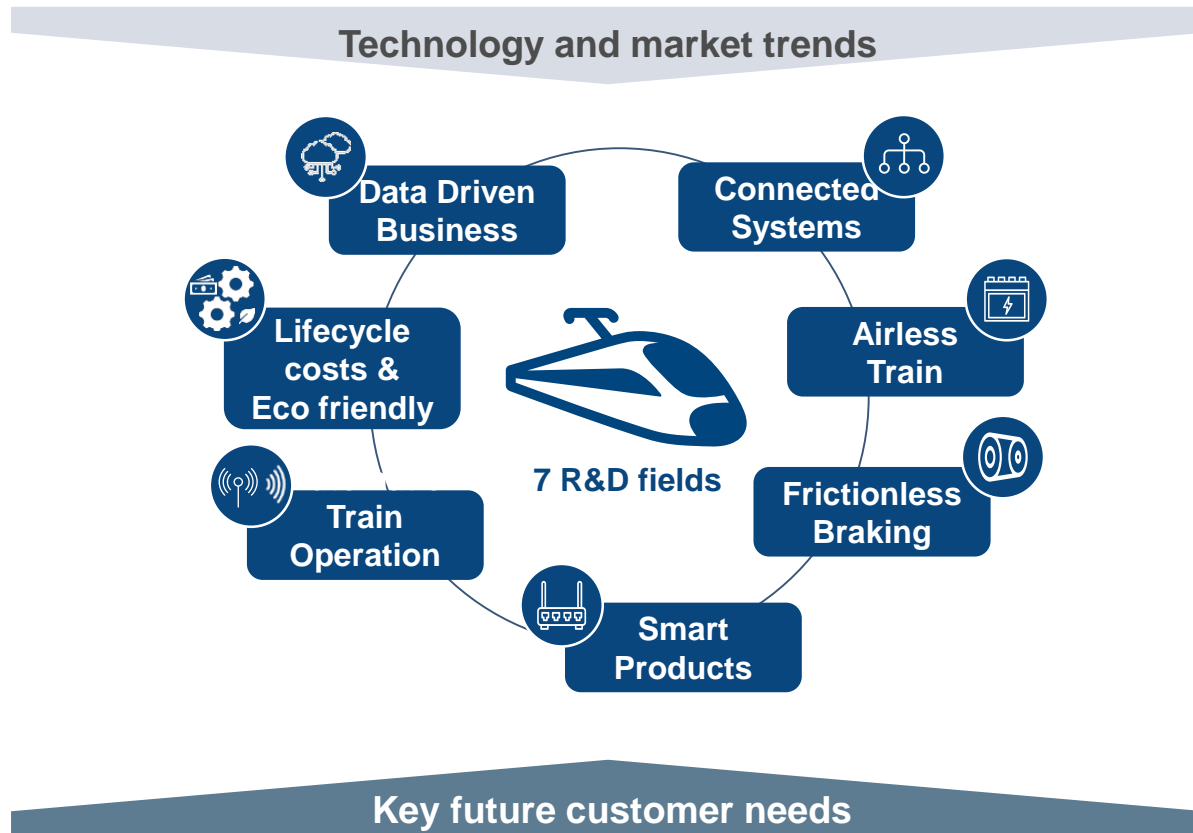 Technology and market trends
Data Driven
Business
Connected
Systems
Lifecycle
costs &
Eco friendly
Airless
Train
7 R&D fields
Train
Operation
Frictionless
Braking
Smart
Products
Key future customer needs